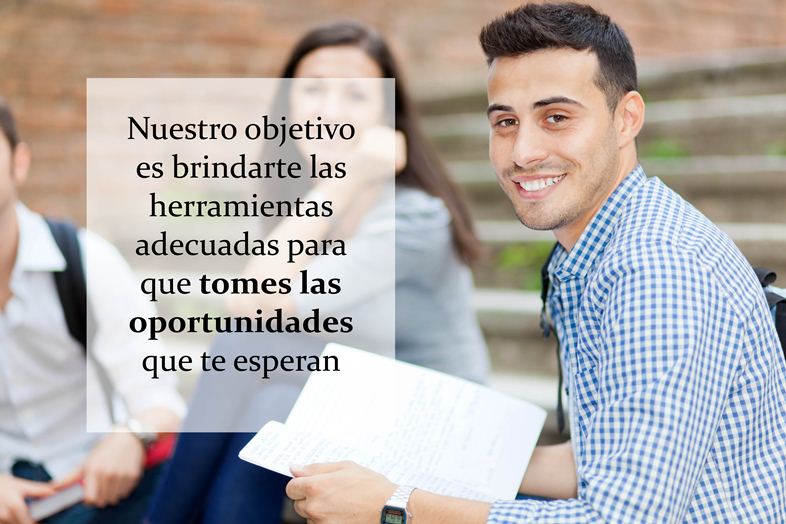 Nuestro objetivo
es brindarte las
herramientas
adecuadas para
que tomes las
oportunidades
que te esperan